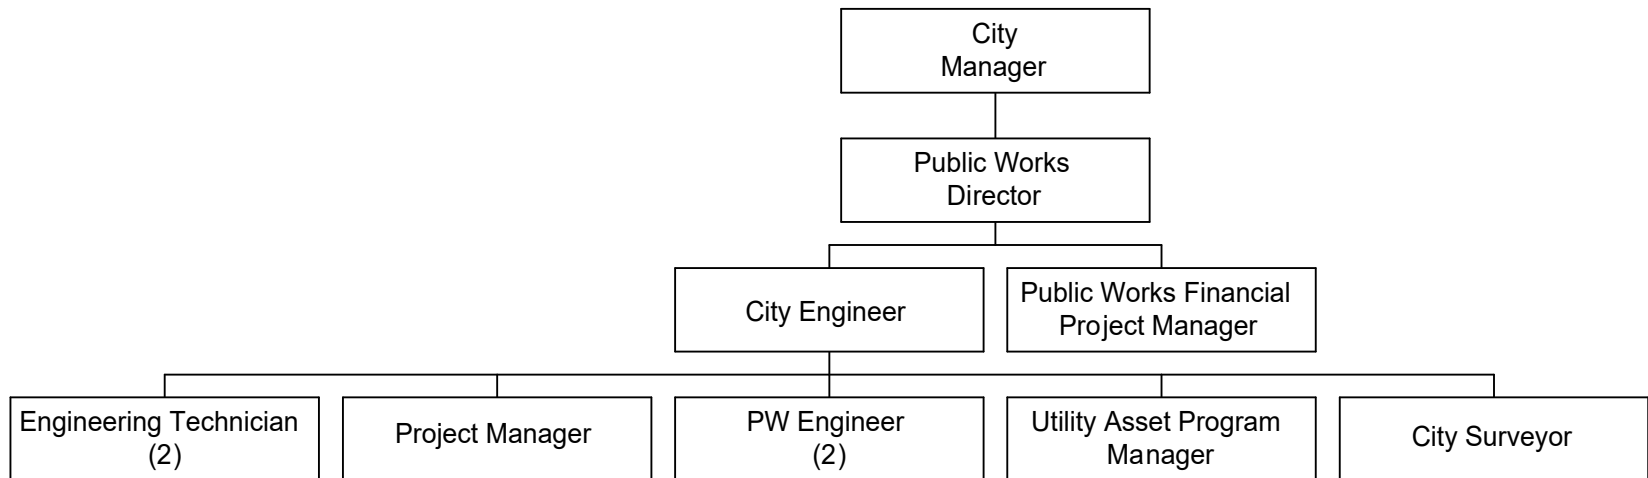 City
Manager
Public Works
Director
City Engineer
Public Works Financial
Project Manager
Engineering Technician
(2)
Project Manager
PW Engineer
(2)
Utility Asset Program
Manager
City Surveyor